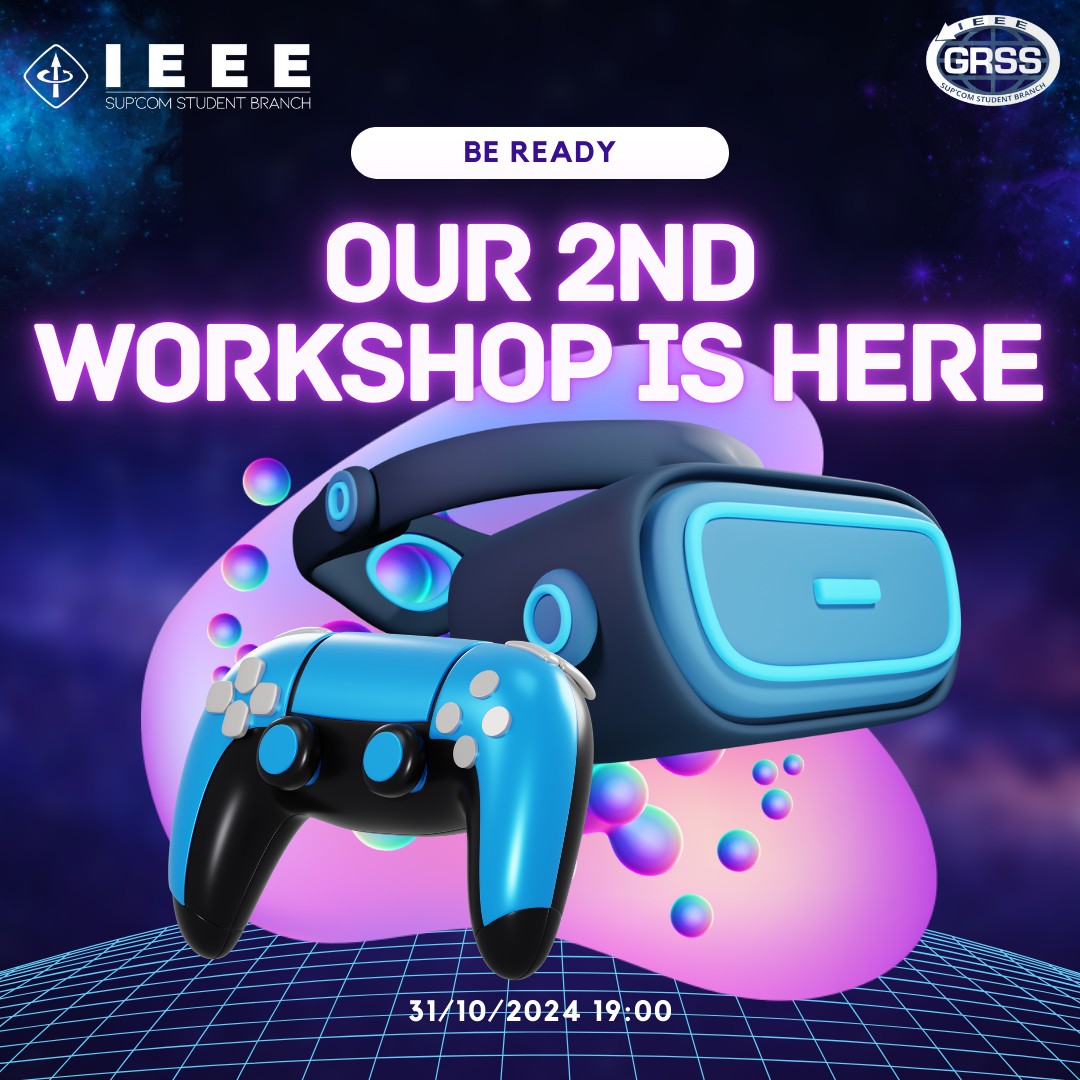 IEEE
SUP'COM STUDENT BRANCH
IEEE
GRSS
SUP'COM STUDENT BRANCH
BE READY
OUR 2ND
WORKSHOP IS HERE
31/10/2024 19:00